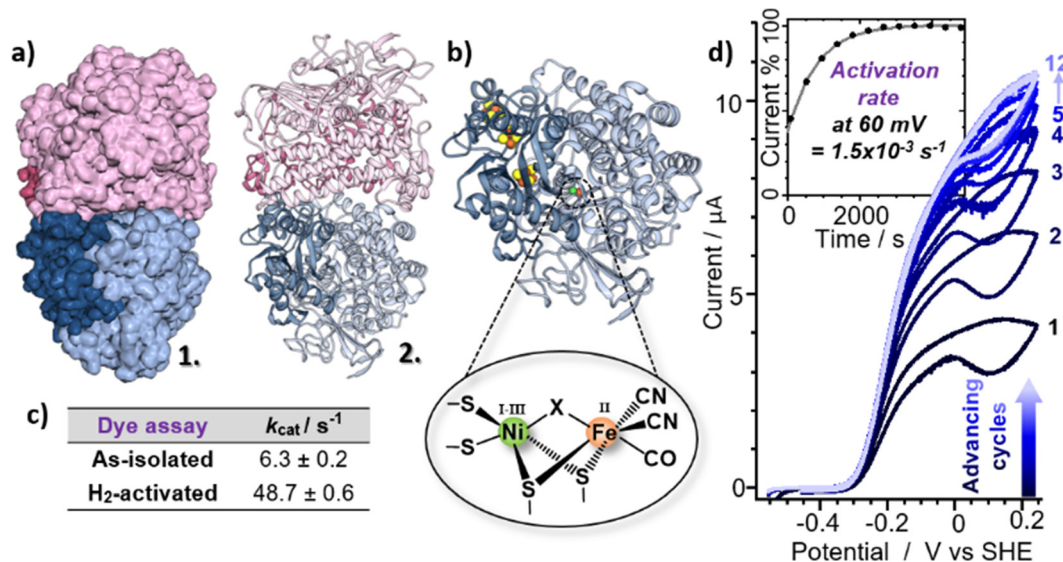 a)
1.
2.
b)
I-III
II
–S
–S
Ni
X
Fe
CN
CN
CO
S
S
c)
Dye assay k_cat / s⁻¹
As-isolated 6.3 ± 0.2
H₂-activated 48.7 ± 0.6
d)
Current %
100
0
Activation
rate
at 60 mV
= 1.5x10⁻³ s⁻¹
0 2000
Time / s
Current / µA
10
5
0
12
5
4
3
2
1
Advancing
cycles
-0.4 -0.2 0 0.2
Potential / V vs SHE